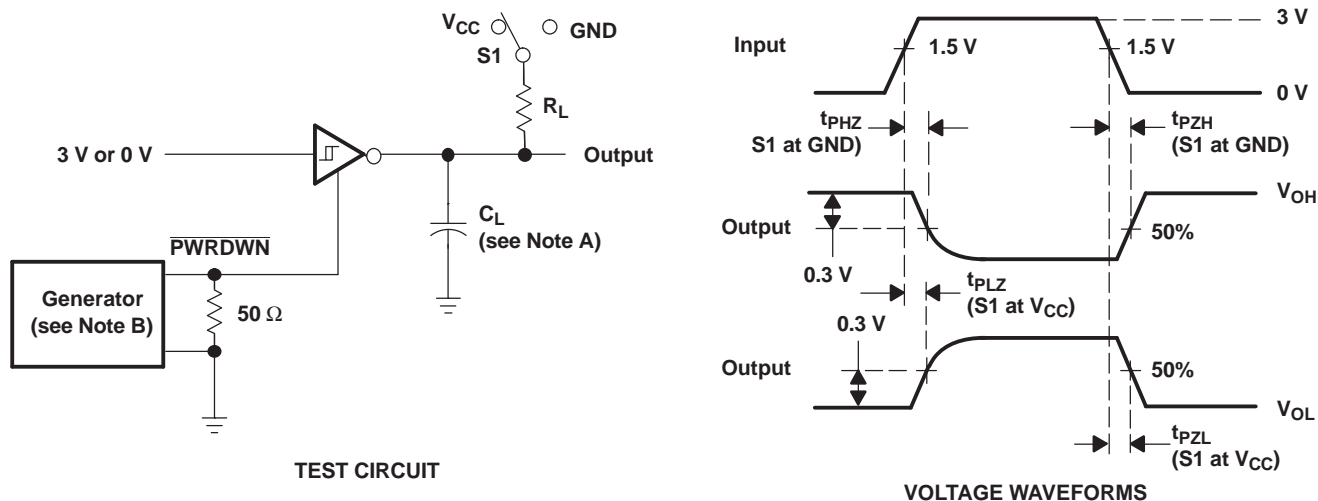 VCC
GND
S1
RL
3 V or 0 V
Output
CL
(see Note A)
PWRDWN
Generator
(see Note B)
50 Ω
TEST CIRCUIT
3 V
Input
1.5 V
1.5 V
0 V
tPHZ
S1 at GND)
tPZH
(S1 at GND)
VOH
Output
50%
0.3 V
tPLZ
(S1 at VCC)
0.3 V
Output
50%
VOL
tPZL
(S1 at VCC)
VOLTAGE WAVEFORMS